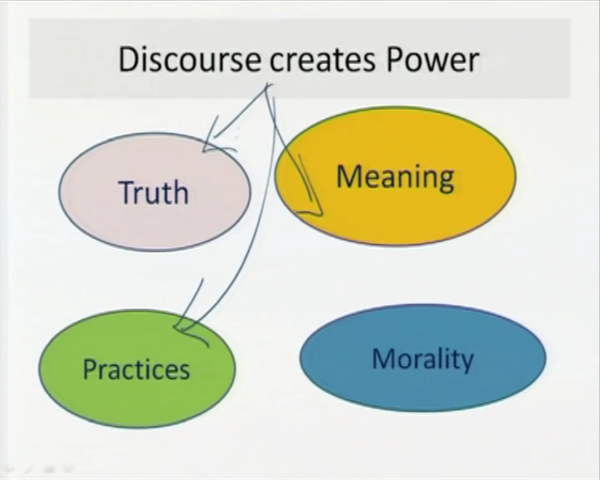 Discourse creates Power
Truth
Meaning
Practices
Morality